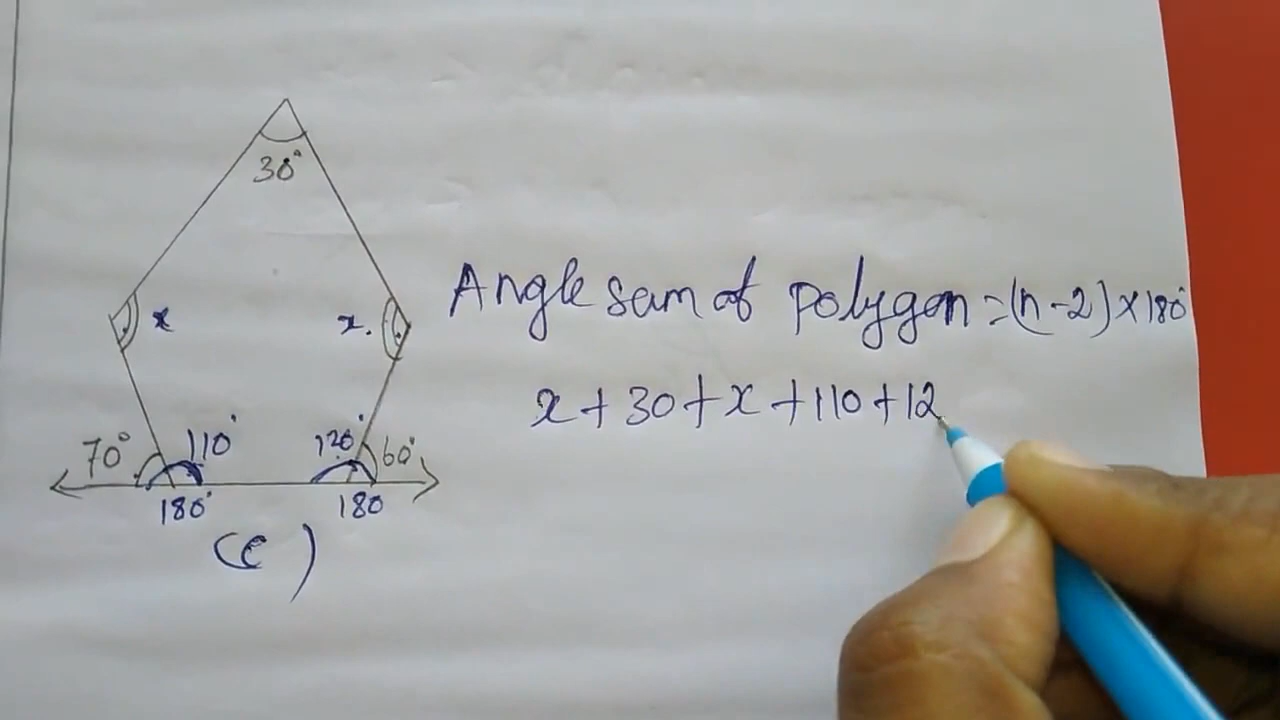 30°
x
x.
Angle sum of polygon = (n-2) x 180°
x + 30 + x + 110 + 12
70° 110° 120° 60°
180° 180
(c)